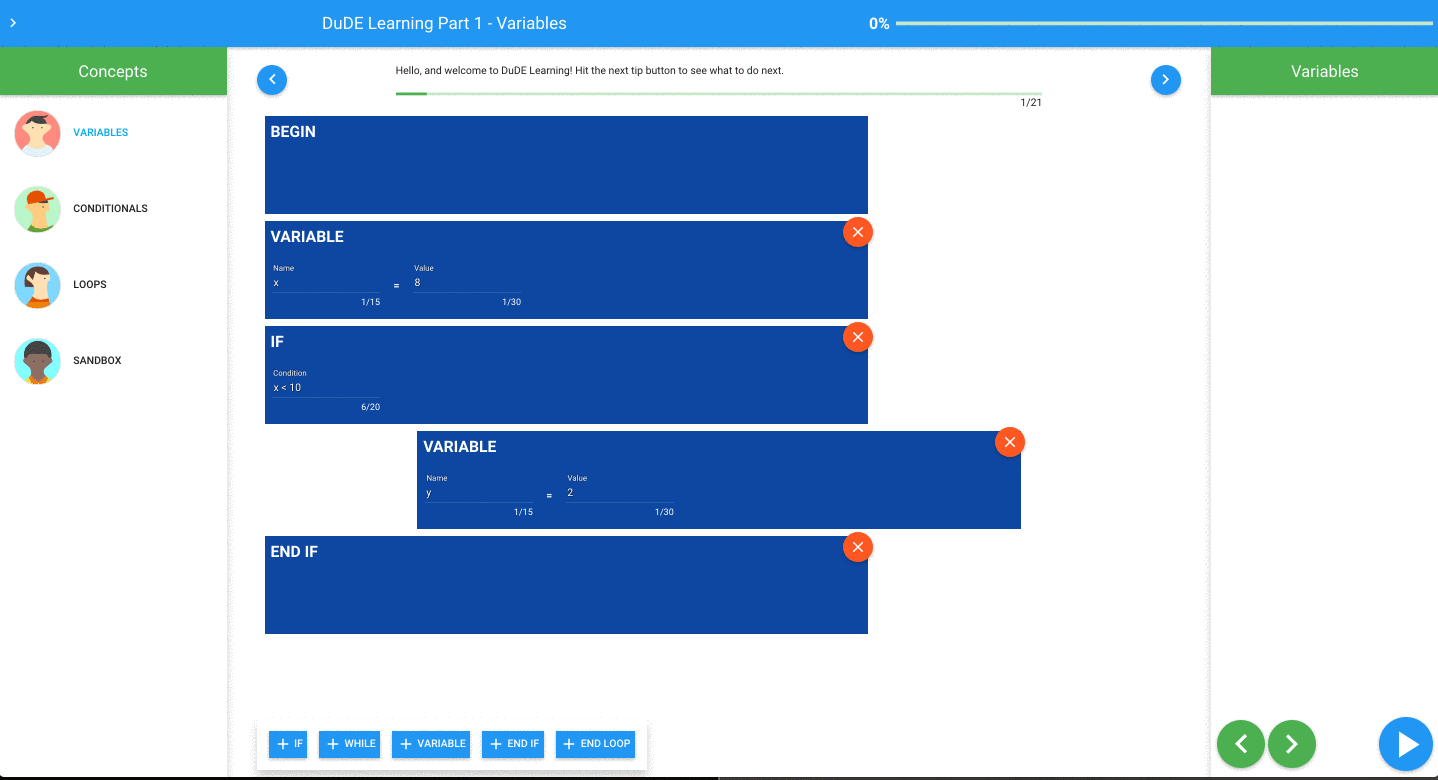 DuDE Learning Part 1 - Variables
0%
Concepts
Variables
Hello, and welcome to DuDE Learning! Hit the next tip button to see what to do next.
1/21
VARIABLES
CONDITIONALS
LOOPS
SANDBOX
BEGIN
VARIABLE
Name
Value
x
=
8
1/15
1/30
IF
Condition
x < 10
6/20
VARIABLE
Name
Value
y
=
2
1/15
1/30
END IF
+ IF
+ WHILE
+ VARIABLE
+ END IF
+ END LOOP